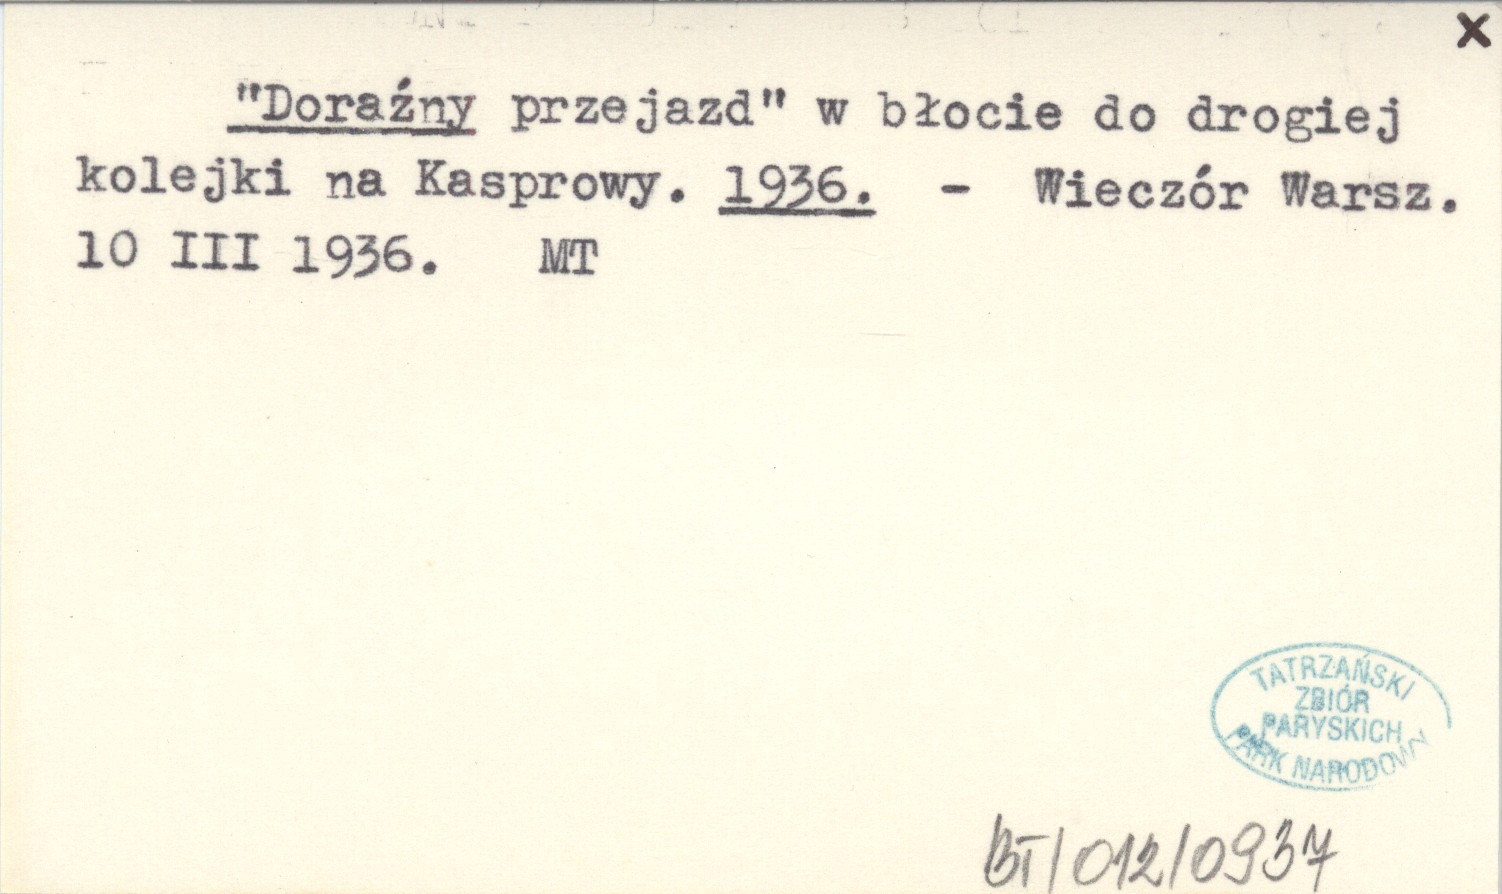 x
"Doraźny przejazd" w błocie do drogiej
kolejki na Kasprowy. 1936. - Wieczór Warsz.
10 III 1936. MT
TATRZAŃSKI
ZBIÓR
PARYSKICH
PARK NARODOWY
BT/012/0937